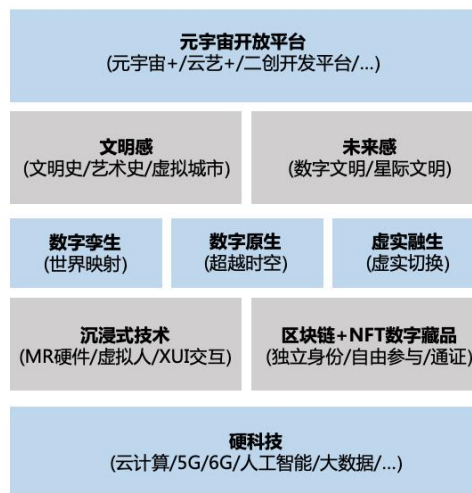 元宇宙开放平台
(元宇宙+/云艺+/二创开发平台/...)
文明感
(文明史/艺术史/虚拟城市)
未来感
(数字文明/星际文明)
数字孪生
(世界映射)
数字原生
(超越时空)
虚实融生
(虚实切换)
沉浸式技术
(MR硬件/虚拟人/XUI交互)
区块链+NFT数字藏品
(独立身份/自由参与/通证)
硬科技
(云计算/5G/6G/人工智能/大数据/...)